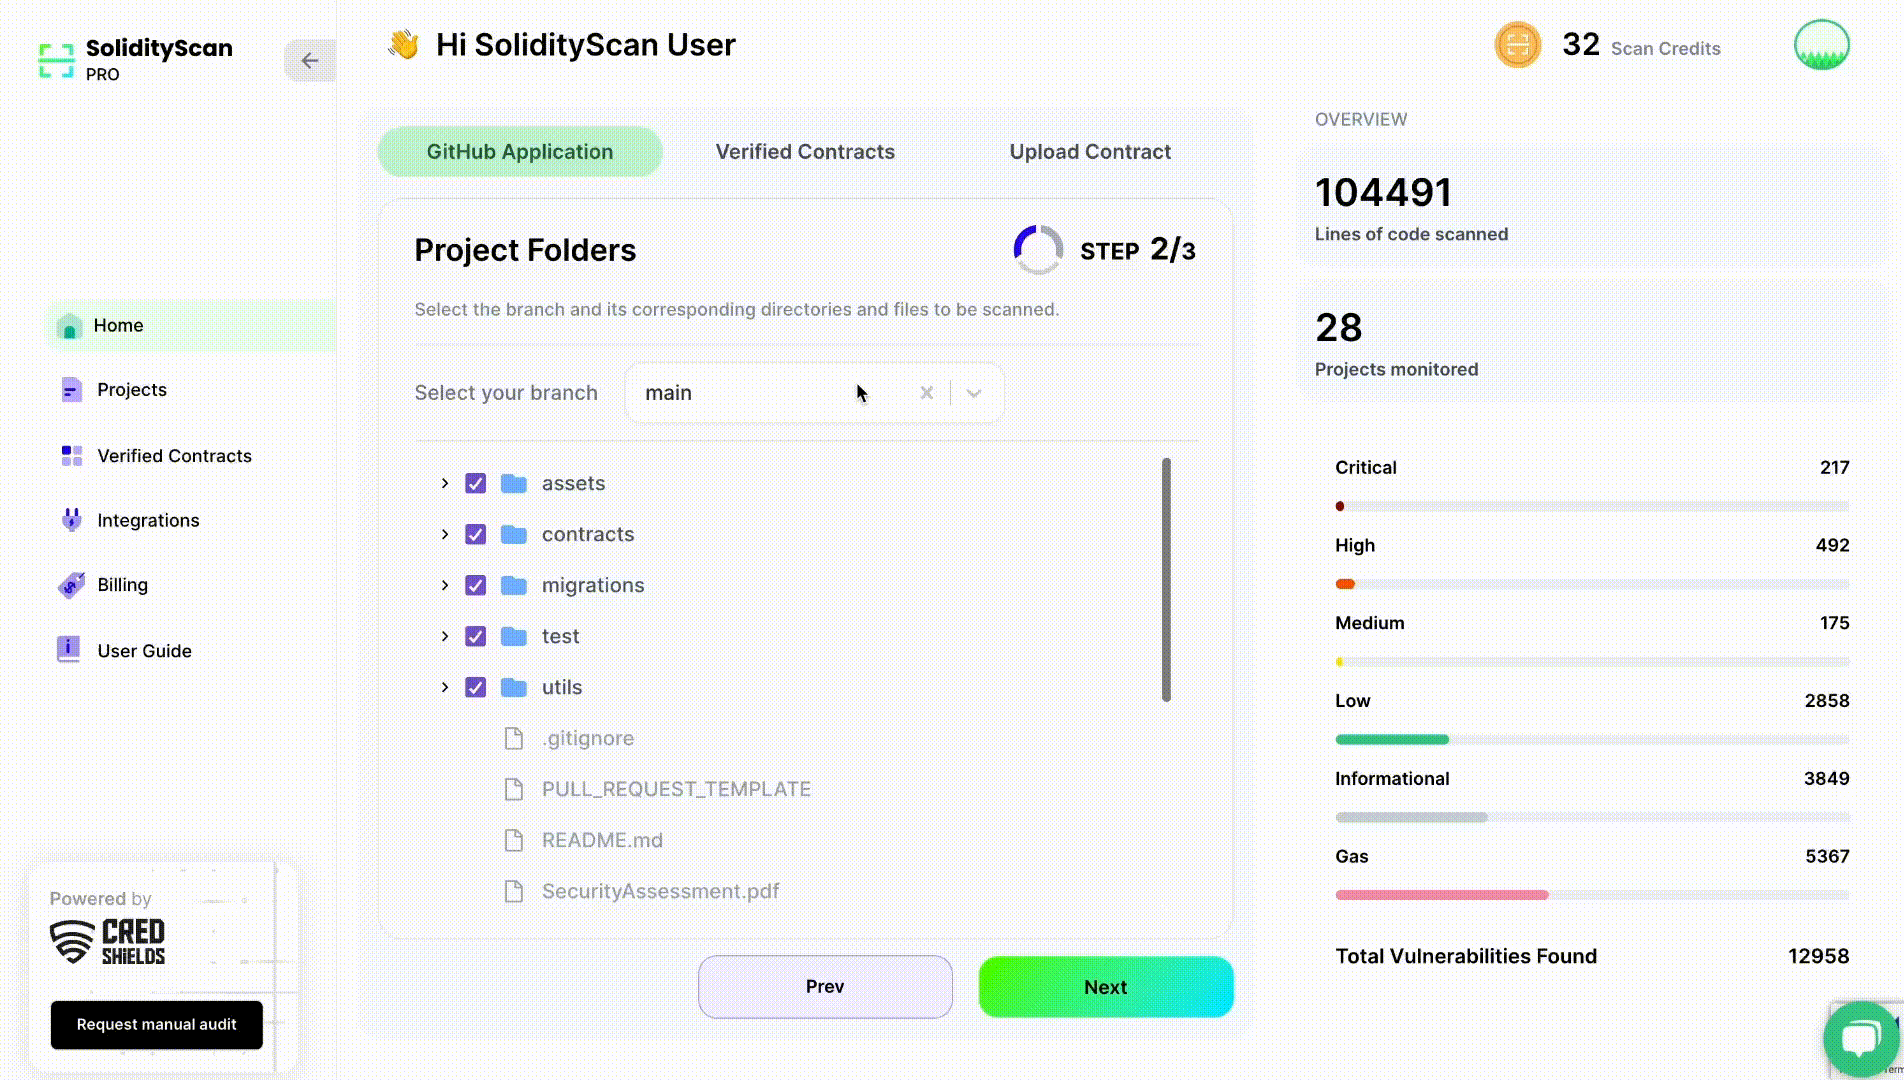 SolidityScan
PRO
Home
Projects
Verified Contracts
Integrations
Billing
User Guide
Powered by
CRED
SHIELDS
Request manual audit
Hi SolidityScan User
32 Scan Credits
GitHub Application
Verified Contracts
Upload Contract
Project Folders
STEP 2/3
Select the branch and its corresponding directories and files to be scanned.
Select your branch
main
assets
contracts
migrations
test
utils
.gitignore
PULL_REQUEST_TEMPLATE
README.md
SecurityAssessment.pdf
Prev
Next
OVERVIEW
104491
Lines of code scanned
28
Projects monitored
Critical 217
High 492
Medium 175
Low 2858
Informational 3849
Gas 5367
Total Vulnerabilities Found 12958